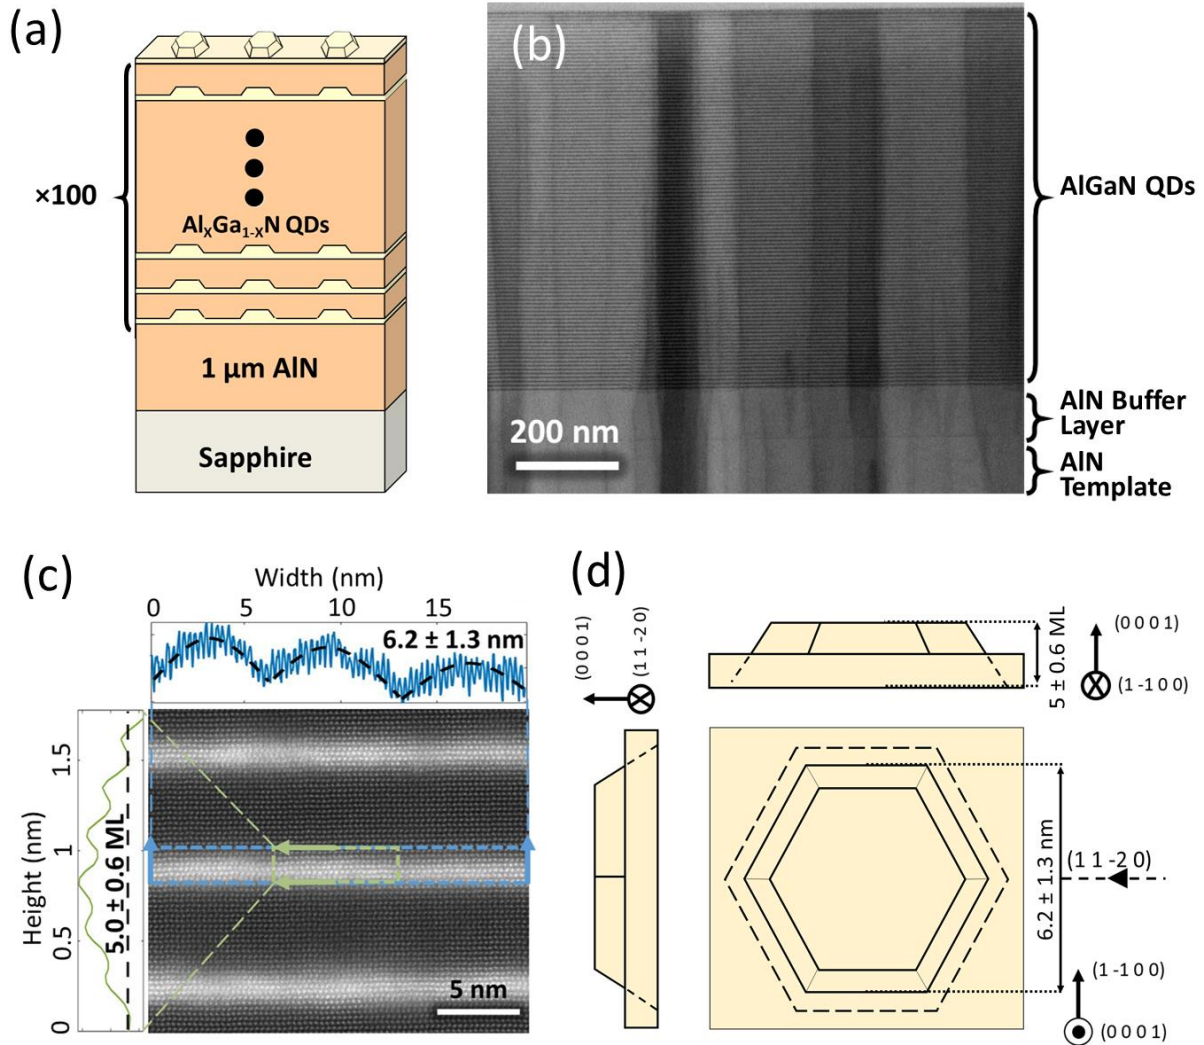 (a)
×100
AlₓGa₁₋ₓN QDs
1 µm AlN
Sapphire
(b)
200 nm
AlGaN QDs
AlN Buffer
Layer
AlN
Template
(c)
Width (nm)
0 5 10 15
6.2 ± 1.3 nm
Height (nm)
1.5
1
0.5
0
5.0 ± 0.6 ML
5 nm
(d)
(0 0 0 1)
(1 1 -2 0)
5 ± 0.6 ML
(0 0 0 1)
(1 -1 0 0)
6.2 ± 1.3 nm
(1 1 -2 0)
(1 -1 0 0)
(0 0 0 1)